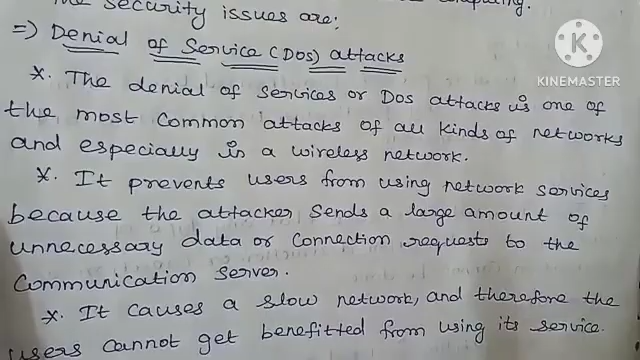 The security issues are:
=> Denial of Service (DOS) attacks
*. The denial of services or DOS attacks is one of
the most common attacks of all kinds of networks
and especially in a wireless network.
*. It prevents users from using network services
because the attacker sends a large amount of
unnecessary data or connection requests to the
communication server.
*. It causes a slow network, and therefore the
users cannot get benefitted from using its service.
K
KINEMASTER